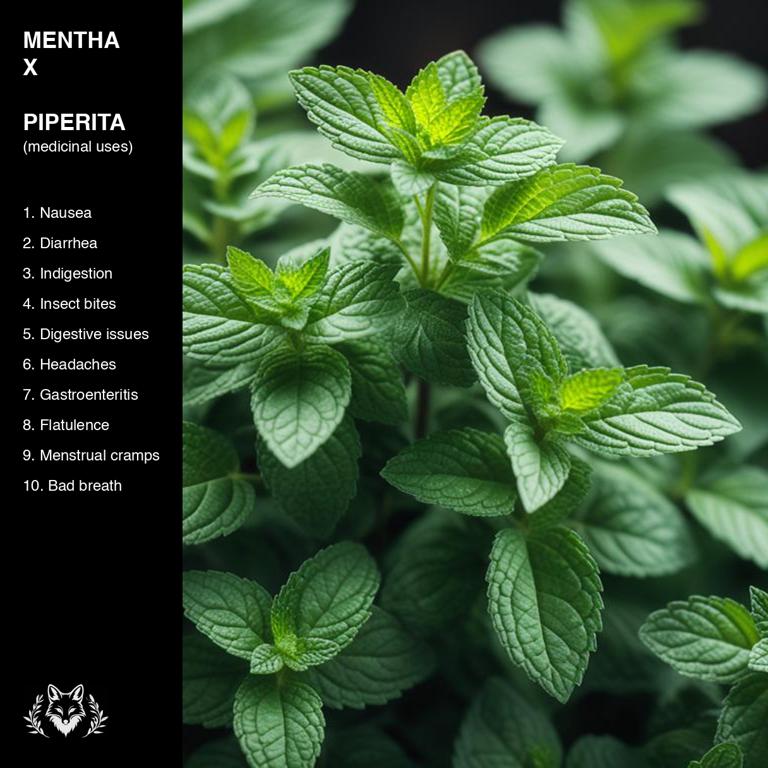 MENTHA
X
PIPERITA
(medicinal uses)
1. Nausea
2. Diarrhea
3. Indigestion
4. Insect bites
5. Digestive issues
6. Headaches
7. Gastroenteritis
8. Flatulence
9. Menstrual cramps
10. Bad breath